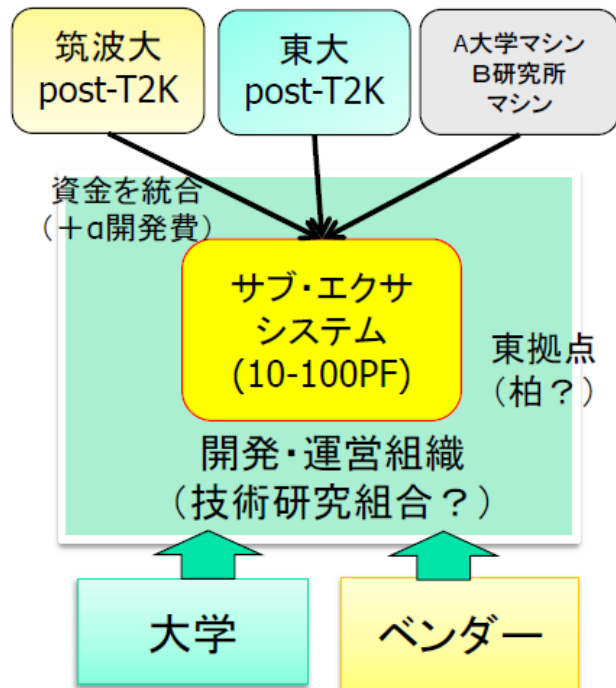 筑波大
post-T2K
東大
post-T2K
A大学マシン
B研究所
マシン
資金を統合
(+α開発費)
サブ・エクサ
システム
(10-100PF)
東拠点
(柏?)
開発・運営組織
(技術研究組合?)
大学
ベンダー